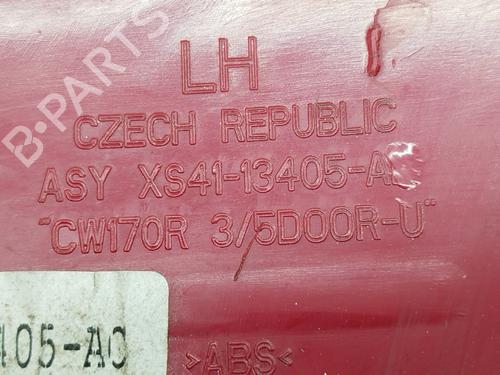 LH
CZECH REPUBLIC
ASY XS41-13405-A
"CW170R 3/5DOOR-U"
405-AC
>ABS<
B-PARTS